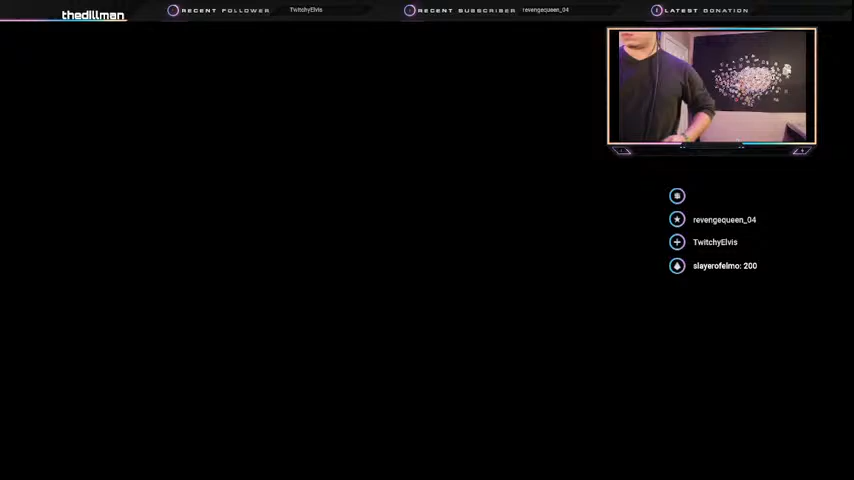 thedillman
RECENT FOLLOWER
TwitchyElvis
RECENT SUBSCRIBER
revengequeen_04
LATEST DONATION
revengequeen_04
TwitchyElvis
slayerofelmo: 200